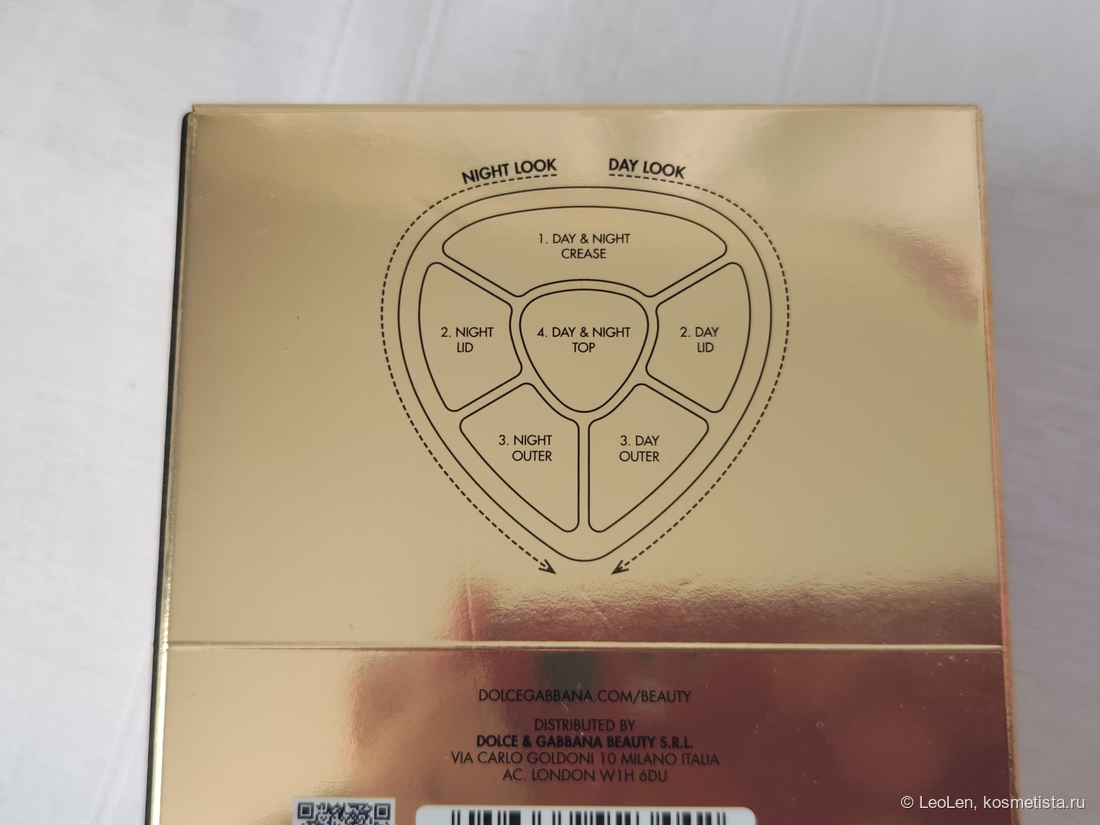 NIGHT LOOK
DAY LOOK
1. DAY & NIGHT
CREASE
2. NIGHT
LID
4. DAY & NIGHT
TOP
2. DAY
LID
3. NIGHT
OUTER
3. DAY
OUTER
DOLCEGABBANA.COM/BEAUTY
DISTRIBUTED BY
DOLCE & GABBANA BEAUTY S.R.L.
VIA CARLO GOLDONI 10 MILANO ITALIA
AC. LONDON W1H 6DU
© LeoLen, kosmetista.ru